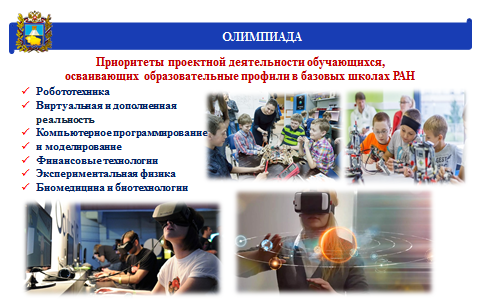 ОЛИМПИАДА
Приоритеты проектной деятельности обучающихся,
осваивающих образовательные профили в базовых школах РАН
Робототехника
Виртуальная и дополненная
реальность
Компьютерное программирование
и моделирование
Финансовые технологии
Экспериментальная физика
Биомедицина и биотехнологии